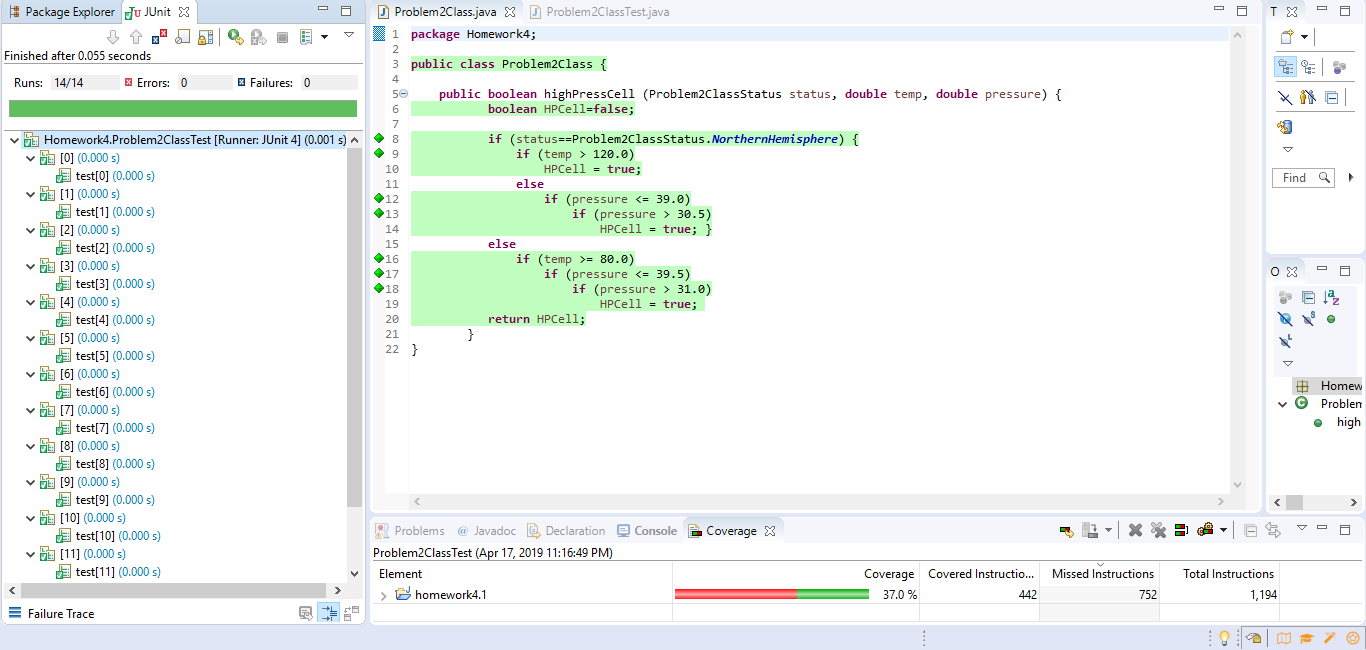 Package Explorer
JUnit
Finished after 0.055 seconds
Runs: 14/14
Errors: 0
Failures: 0
Homework4.Problem2ClassTest [Runner: JUnit 4] (0.001 s)
[0] (0.000 s)
test[0] (0.000 s)
[1] (0.000 s)
test[1] (0.000 s)
[2] (0.000 s)
test[2] (0.000 s)
[3] (0.000 s)
test[3] (0.000 s)
[4] (0.000 s)
test[4] (0.000 s)
[5] (0.000 s)
test[5] (0.000 s)
[6] (0.000 s)
test[6] (0.000 s)
[7] (0.000 s)
test[7] (0.000 s)
[8] (0.000 s)
test[8] (0.000 s)
[9] (0.000 s)
test[9] (0.000 s)
[10] (0.000 s)
test[10] (0.000 s)
[11] (0.000 s)
test[11] (0.000 s)
Failure Trace
Problem2Class.java
Problem2ClassTest.java
1 package Homework4;
2
3 public class Problem2Class {
4
5 public boolean highPressCell (Problem2ClassStatus status, double temp, double pressure) {
6 boolean HPCell=false;
7
8 if (status==Problem2ClassStatus.NorthernHemisphere) {
9 if (temp > 120.0)
10 HPCell = true;
11 else
12 if (pressure <= 39.0)
13 if (pressure > 30.5)
14 HPCell = true; }
15 else
16 if (temp >= 80.0)
17 if (pressure <= 39.5)
18 if (pressure > 31.0)
19 HPCell = true;
20 return HPCell;
21 }
22 }
Problems
@ Javadoc
Declaration
Console
Coverage
Problem2ClassTest (Apr 17, 2019 11:16:49 PM)
Element Coverage Covered Instructio... Missed Instructions Total Instructions
homework4.1 37.0 % 442 752 1,194
T
Find
O
Homew
Problem
high